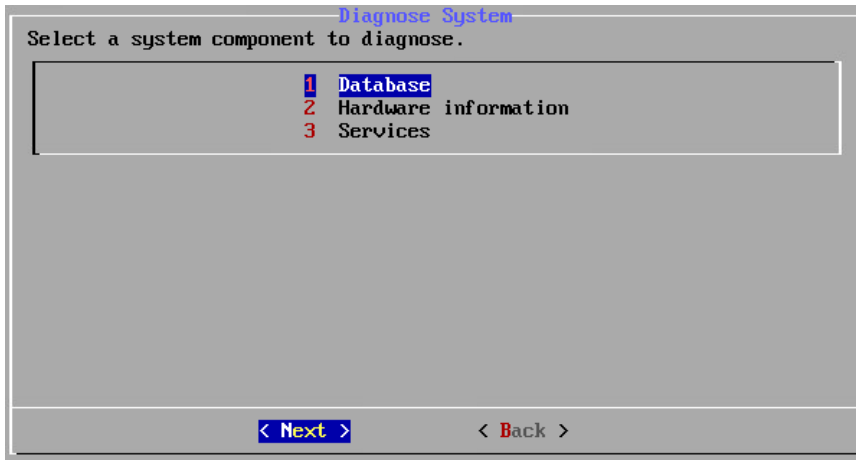 Diagnose System
Select a system component to diagnose.
1 Database
2 Hardware information
3 Services
< Next > < Back >